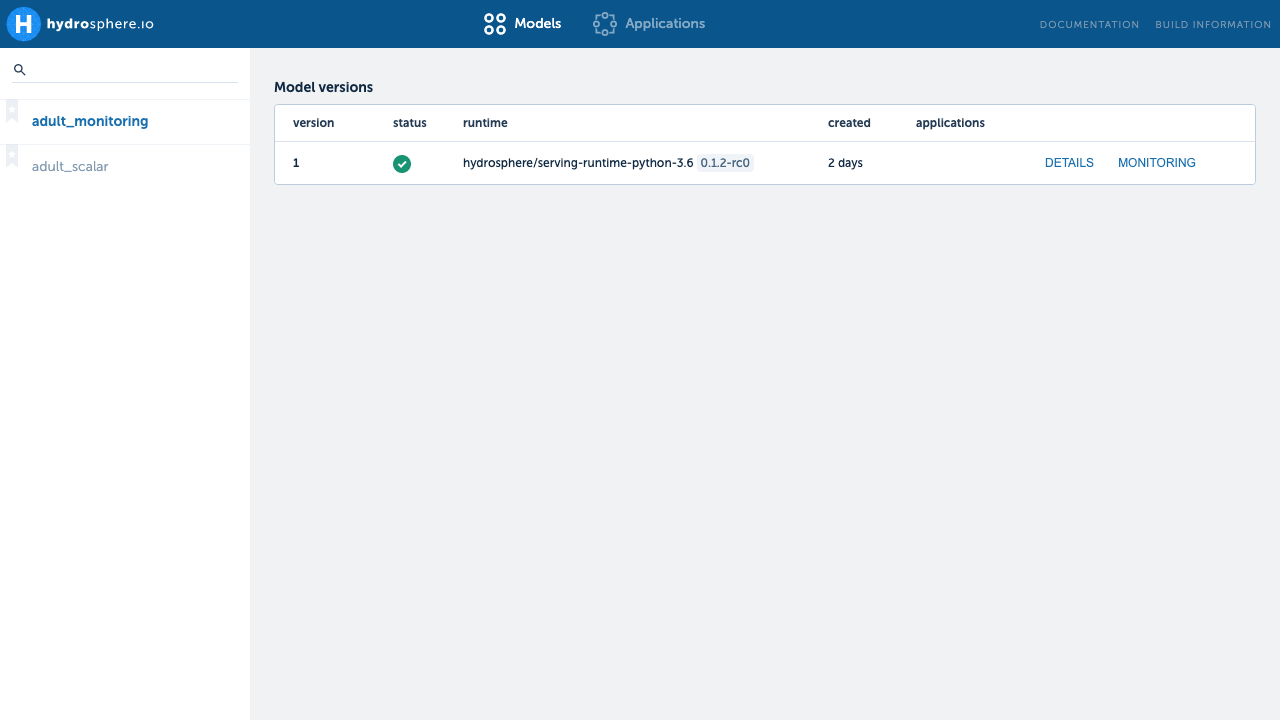 H hydrosphere.io Models Applications DOCUMENTATION BUILD INFORMATION
adult_monitoring
adult_scalar
Model versions
version status runtime created applications
1 hydrosphere/serving-runtime-python-3.6 0.1.2-rc0 2 days DETAILS MONITORING